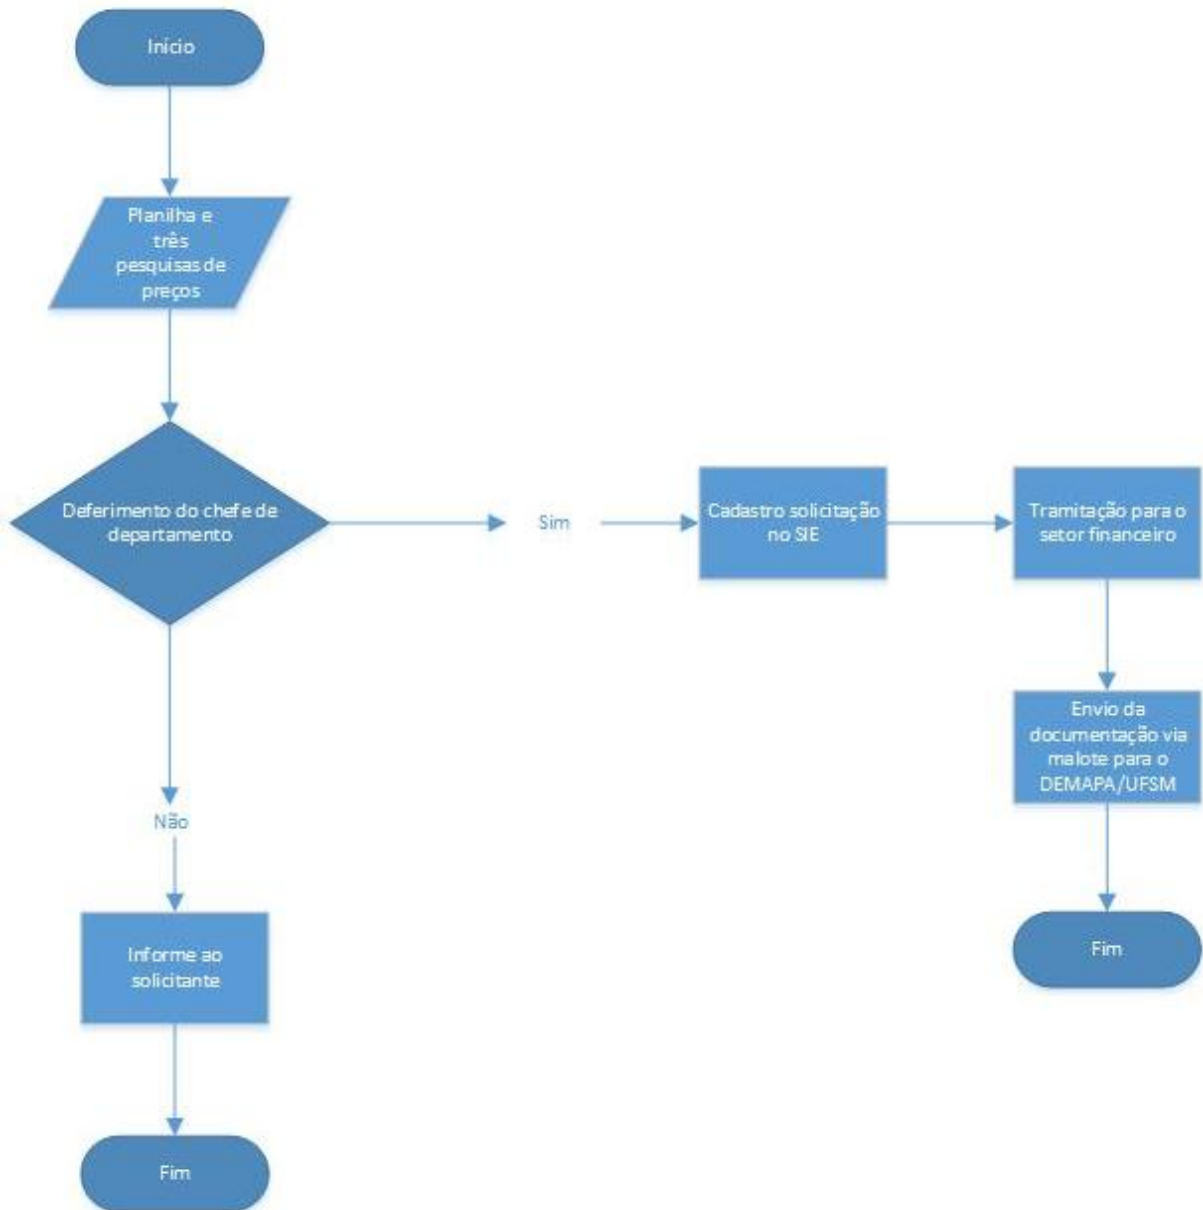 Início
Planilha e
três
pesquisas de
preços
Deferimento do chefe de
departamento
Sim
Cadastro solicitação
no SIE
Tramitação para o
setor financeiro
Envio da
documentação via
malote para o
DEMAPA/UFSM
Fim
Não
Informe ao
solicitante
Fim